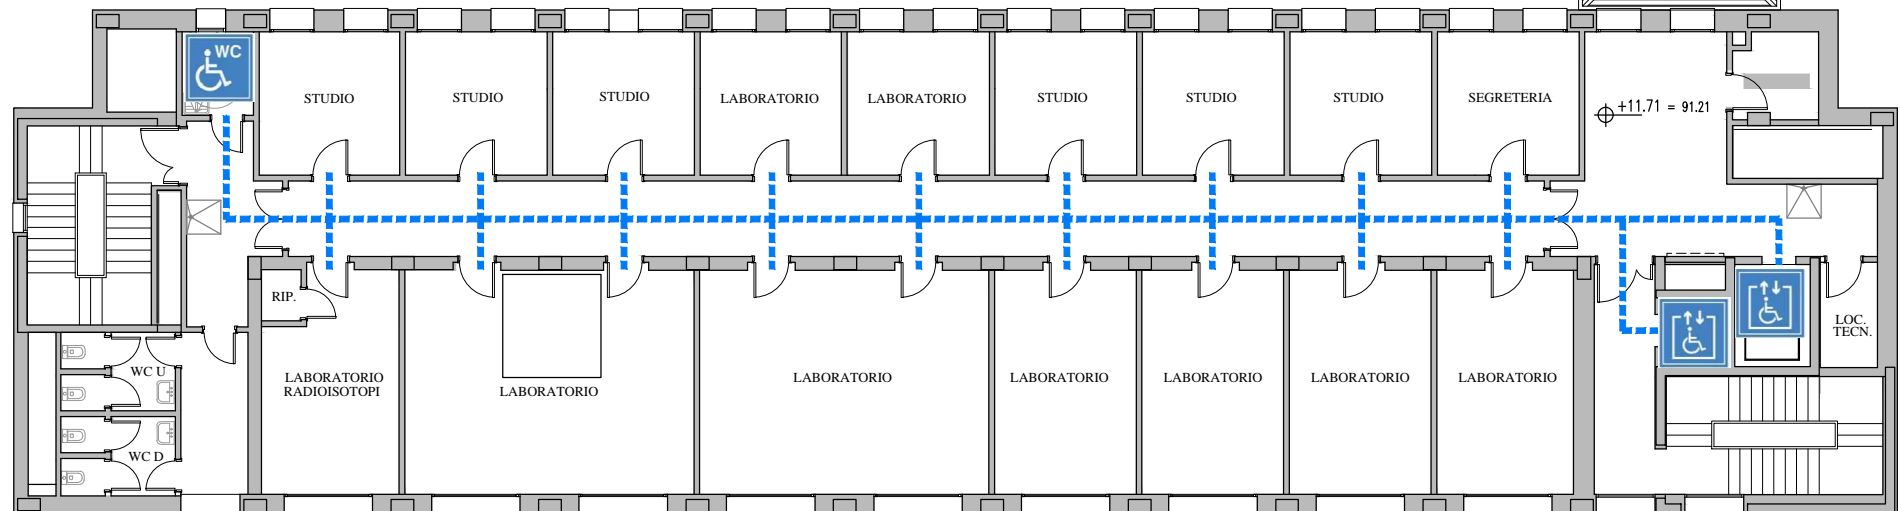 WC
STUDIO
STUDIO
STUDIO
LABORATORIO
LABORATORIO
STUDIO
STUDIO
STUDIO
SEGRETERIA
+11.71 = 91.21
RIP.
LOC.
TECN.
WC U
LABORATORIO
RADIOISOTOPI
LABORATORIO
LABORATORIO
LABORATORIO
LABORATORIO
LABORATORIO
LABORATORIO
WC D